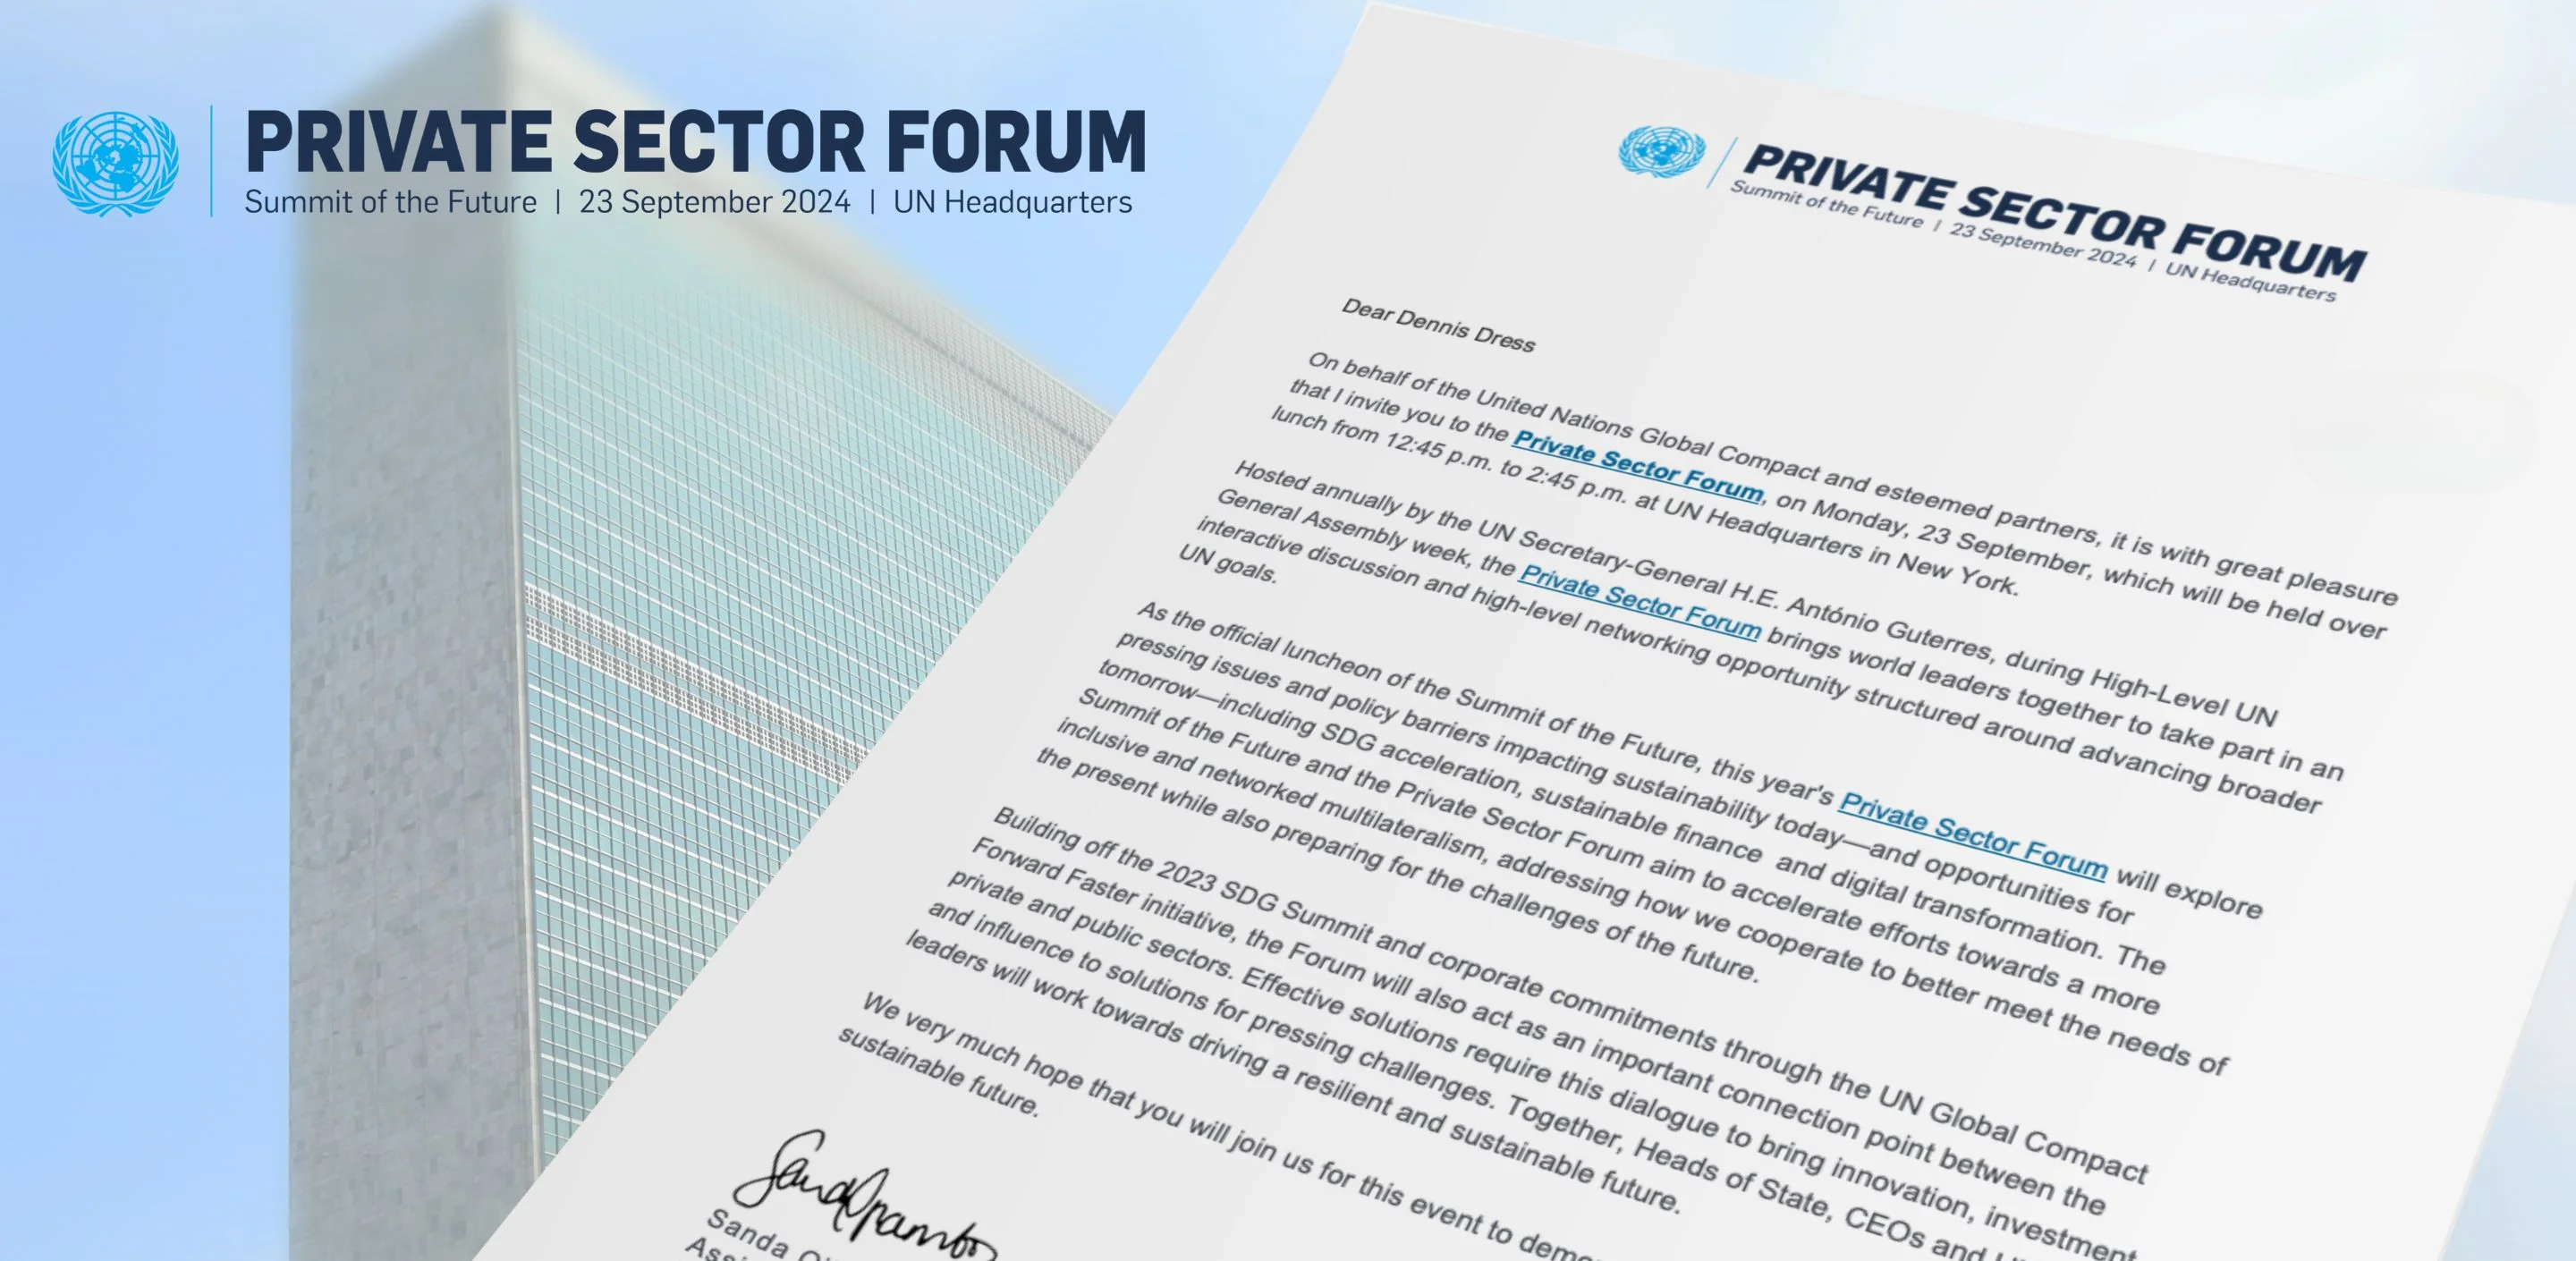 PRIVATE SECTOR FORUM
Summit of the Future | 23 September 2024 | UN Headquarters
PRIVATE SECTOR FORUM
Summit of the Future | 23 September 2024 | UN Headquarters
Dear Dennis Dress
On behalf of the United Nations Global Compact and esteemed partners, it is with great pleasure
that I invite you to the Private Sector Forum, on Monday, 23 September, which will be held over
lunch from 12:45 p.m. to 2:45 p.m. at UN Headquarters in New York.
Hosted annually by the UN Secretary-General H.E. António Guterres, during High-Level UN
General Assembly week, the Private Sector Forum brings world leaders together to take part in an
interactive discussion and high-level networking opportunity structured around advancing broader
UN goals.
As the official luncheon of the Summit of the Future, this year's Private Sector Forum will explore
pressing issues and policy barriers impacting sustainability today—and opportunities for
tomorrow—including SDG acceleration, sustainable finance and digital transformation. The
Summit of the Future and the Private Sector Forum aim to accelerate efforts towards a more
inclusive and networked multilateralism, addressing how we cooperate to better meet the needs of
the present while also preparing for the challenges of the future.
Building off the 2023 SDG Summit and corporate commitments through the UN Global Compact
Forward Faster initiative, the Forum will also act as an important connection point between the
private and public sectors. Effective solutions require this dialogue to bring innovation, investment
and influence to solutions for pressing challenges. Together, Heads of State, CEOs and
leaders will work towards driving a resilient and sustainable future.
We very much hope that you will join us for this event to
sustainable future.
Sanda